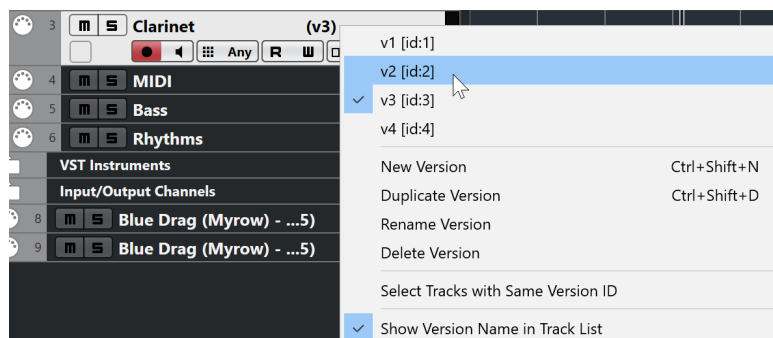 3 m S Clarinet (v3)
Any R W
4 m S MIDI
5 m S Bass
6 m S Rhythms
VST Instruments
Input/Output Channels
8 m S Blue Drag (Myrow) - ...5)
9 m S Blue Drag (Myrow) - ...5)
v1 [id:1]
v2 [id:2]
v3 [id:3]
v4 [id:4]
New Version Ctrl+Shift+N
Duplicate Version Ctrl+Shift+D
Rename Version
Delete Version
Select Tracks with Same Version ID
Show Version Name in Track List